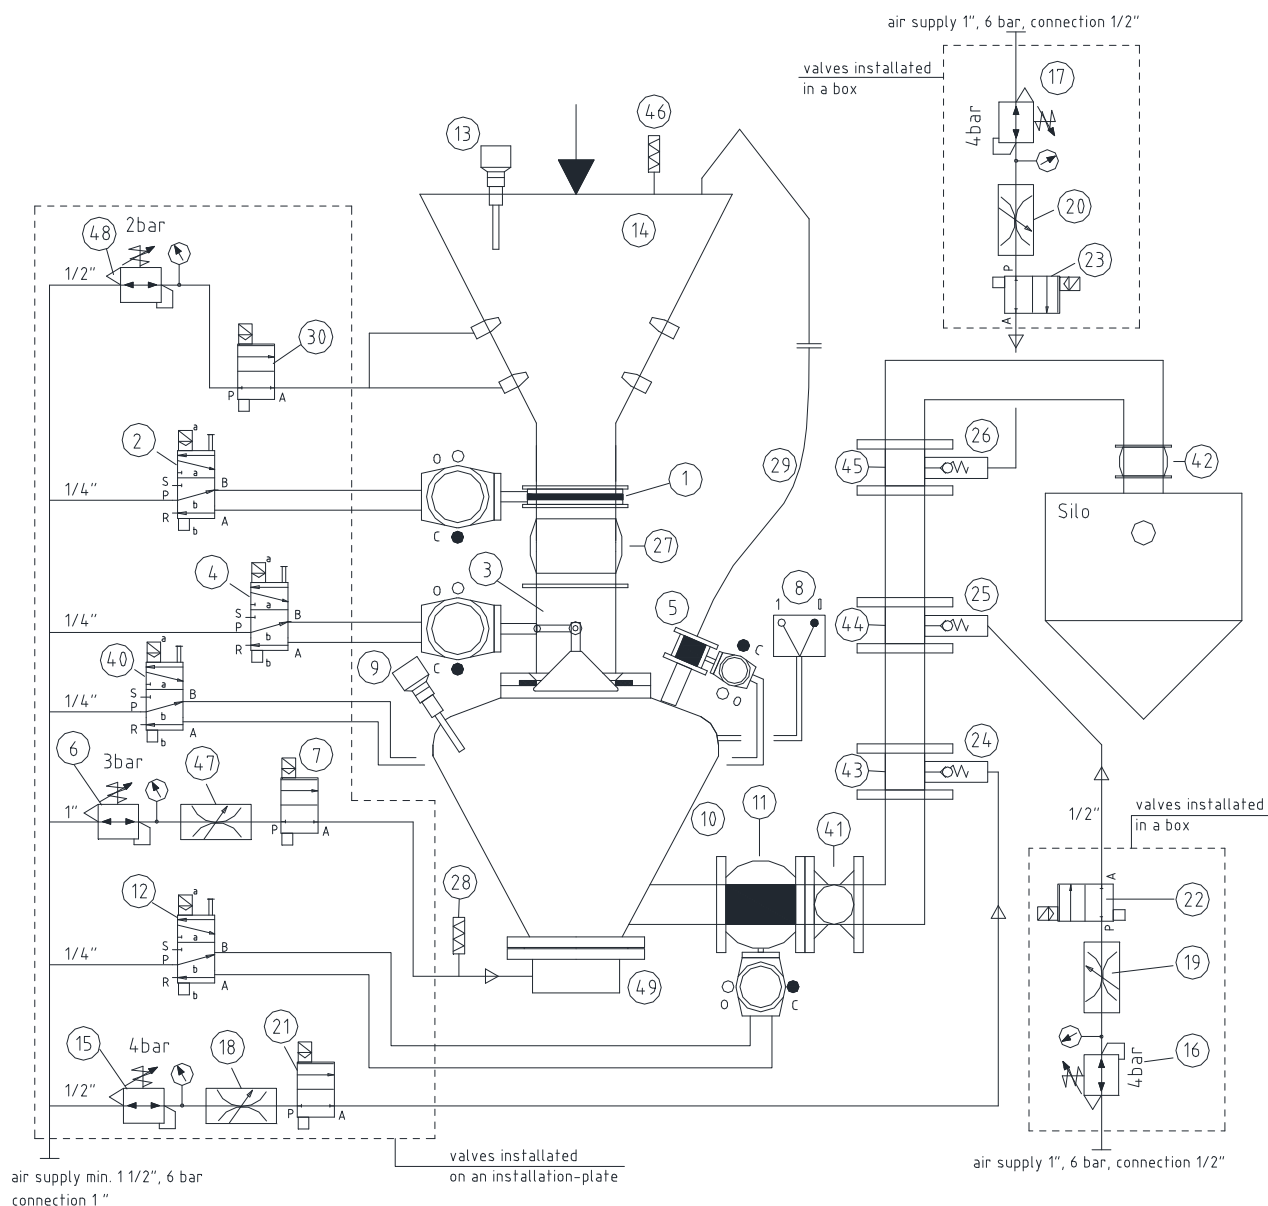 air supply 1", 6 bar, connection 1/2"
valves installed
in a box
17
4bar
20
P
23
A
46
13
14
48
2bar
1/2"
30
P
A
2
a
a
S
P
B
1/4"
b
R
A
b
O
C
1
27
29
45
26
42
Silo
4
a
a
S
P
B
1/4"
b
R
A
b
O
C
3
5
C
O
8
1
0
44
25
40
a
a
S
P
B
1/4"
b
R
A
b
9
6
3bar
47
7
1"
P
A
10
11
41
43
24
1/2"
valves installed
in a box
12
a
a
S
P
B
1/4"
b
R
A
b
28
49
O
C
A
22
P
19
16
4bar
15
4bar
18
21
1/2"
P
A
valves installed
on an installation-plate
air supply min. 1 1/2", 6 bar
connection 1 "
air supply 1", 6 bar, connection 1/2"